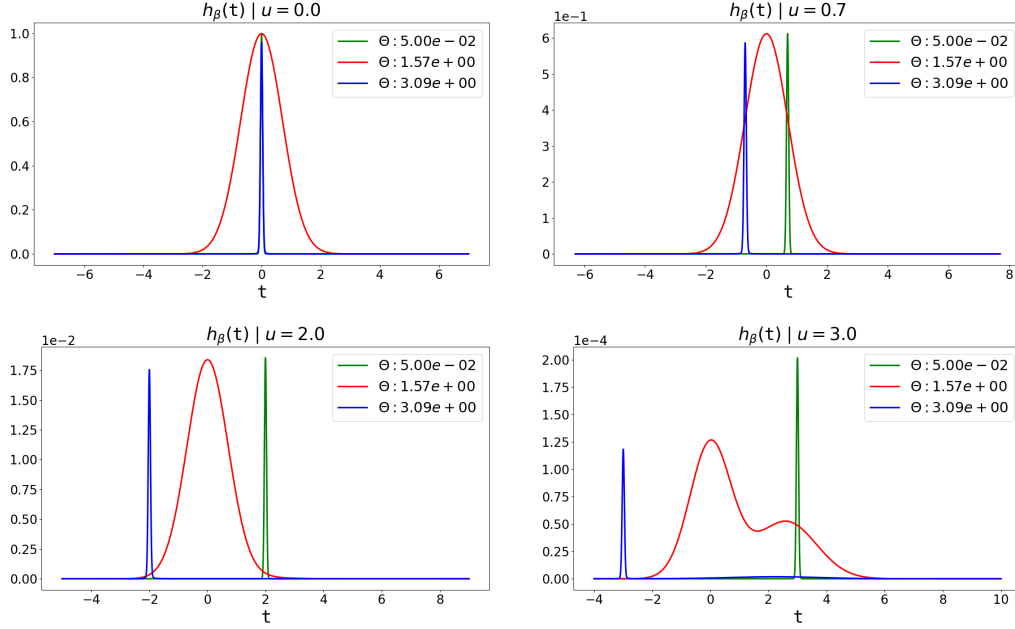 h_β(t) | u = 0.0
1.0
0.8
0.6
0.4
0.2
0.0
−6 −4 −2 0 2 4 6
t
Θ : 5.00e − 02
Θ : 1.57e + 00
Θ : 3.09e + 00
h_β(t) | u = 0.7
1e−1
6
5
4
3
2
1
0
−6 −4 −2 0 2 4 6 8
t
Θ : 5.00e − 02
Θ : 1.57e + 00
Θ : 3.09e + 00
h_β(t) | u = 2.0
1e−2
1.75
1.50
1.25
1.00
0.75
0.50
0.25
0.00
−4 −2 0 2 4 6 8
t
Θ : 5.00e − 02
Θ : 1.57e + 00
Θ : 3.09e + 00
h_β(t) | u = 3.0
1e−4
2.00
1.75
1.50
1.25
1.00
0.75
0.50
0.25
0.00
−4 −2 0 2 4 6 8 10
t
Θ : 5.00e − 02
Θ : 1.57e + 00
Θ : 3.09e + 00